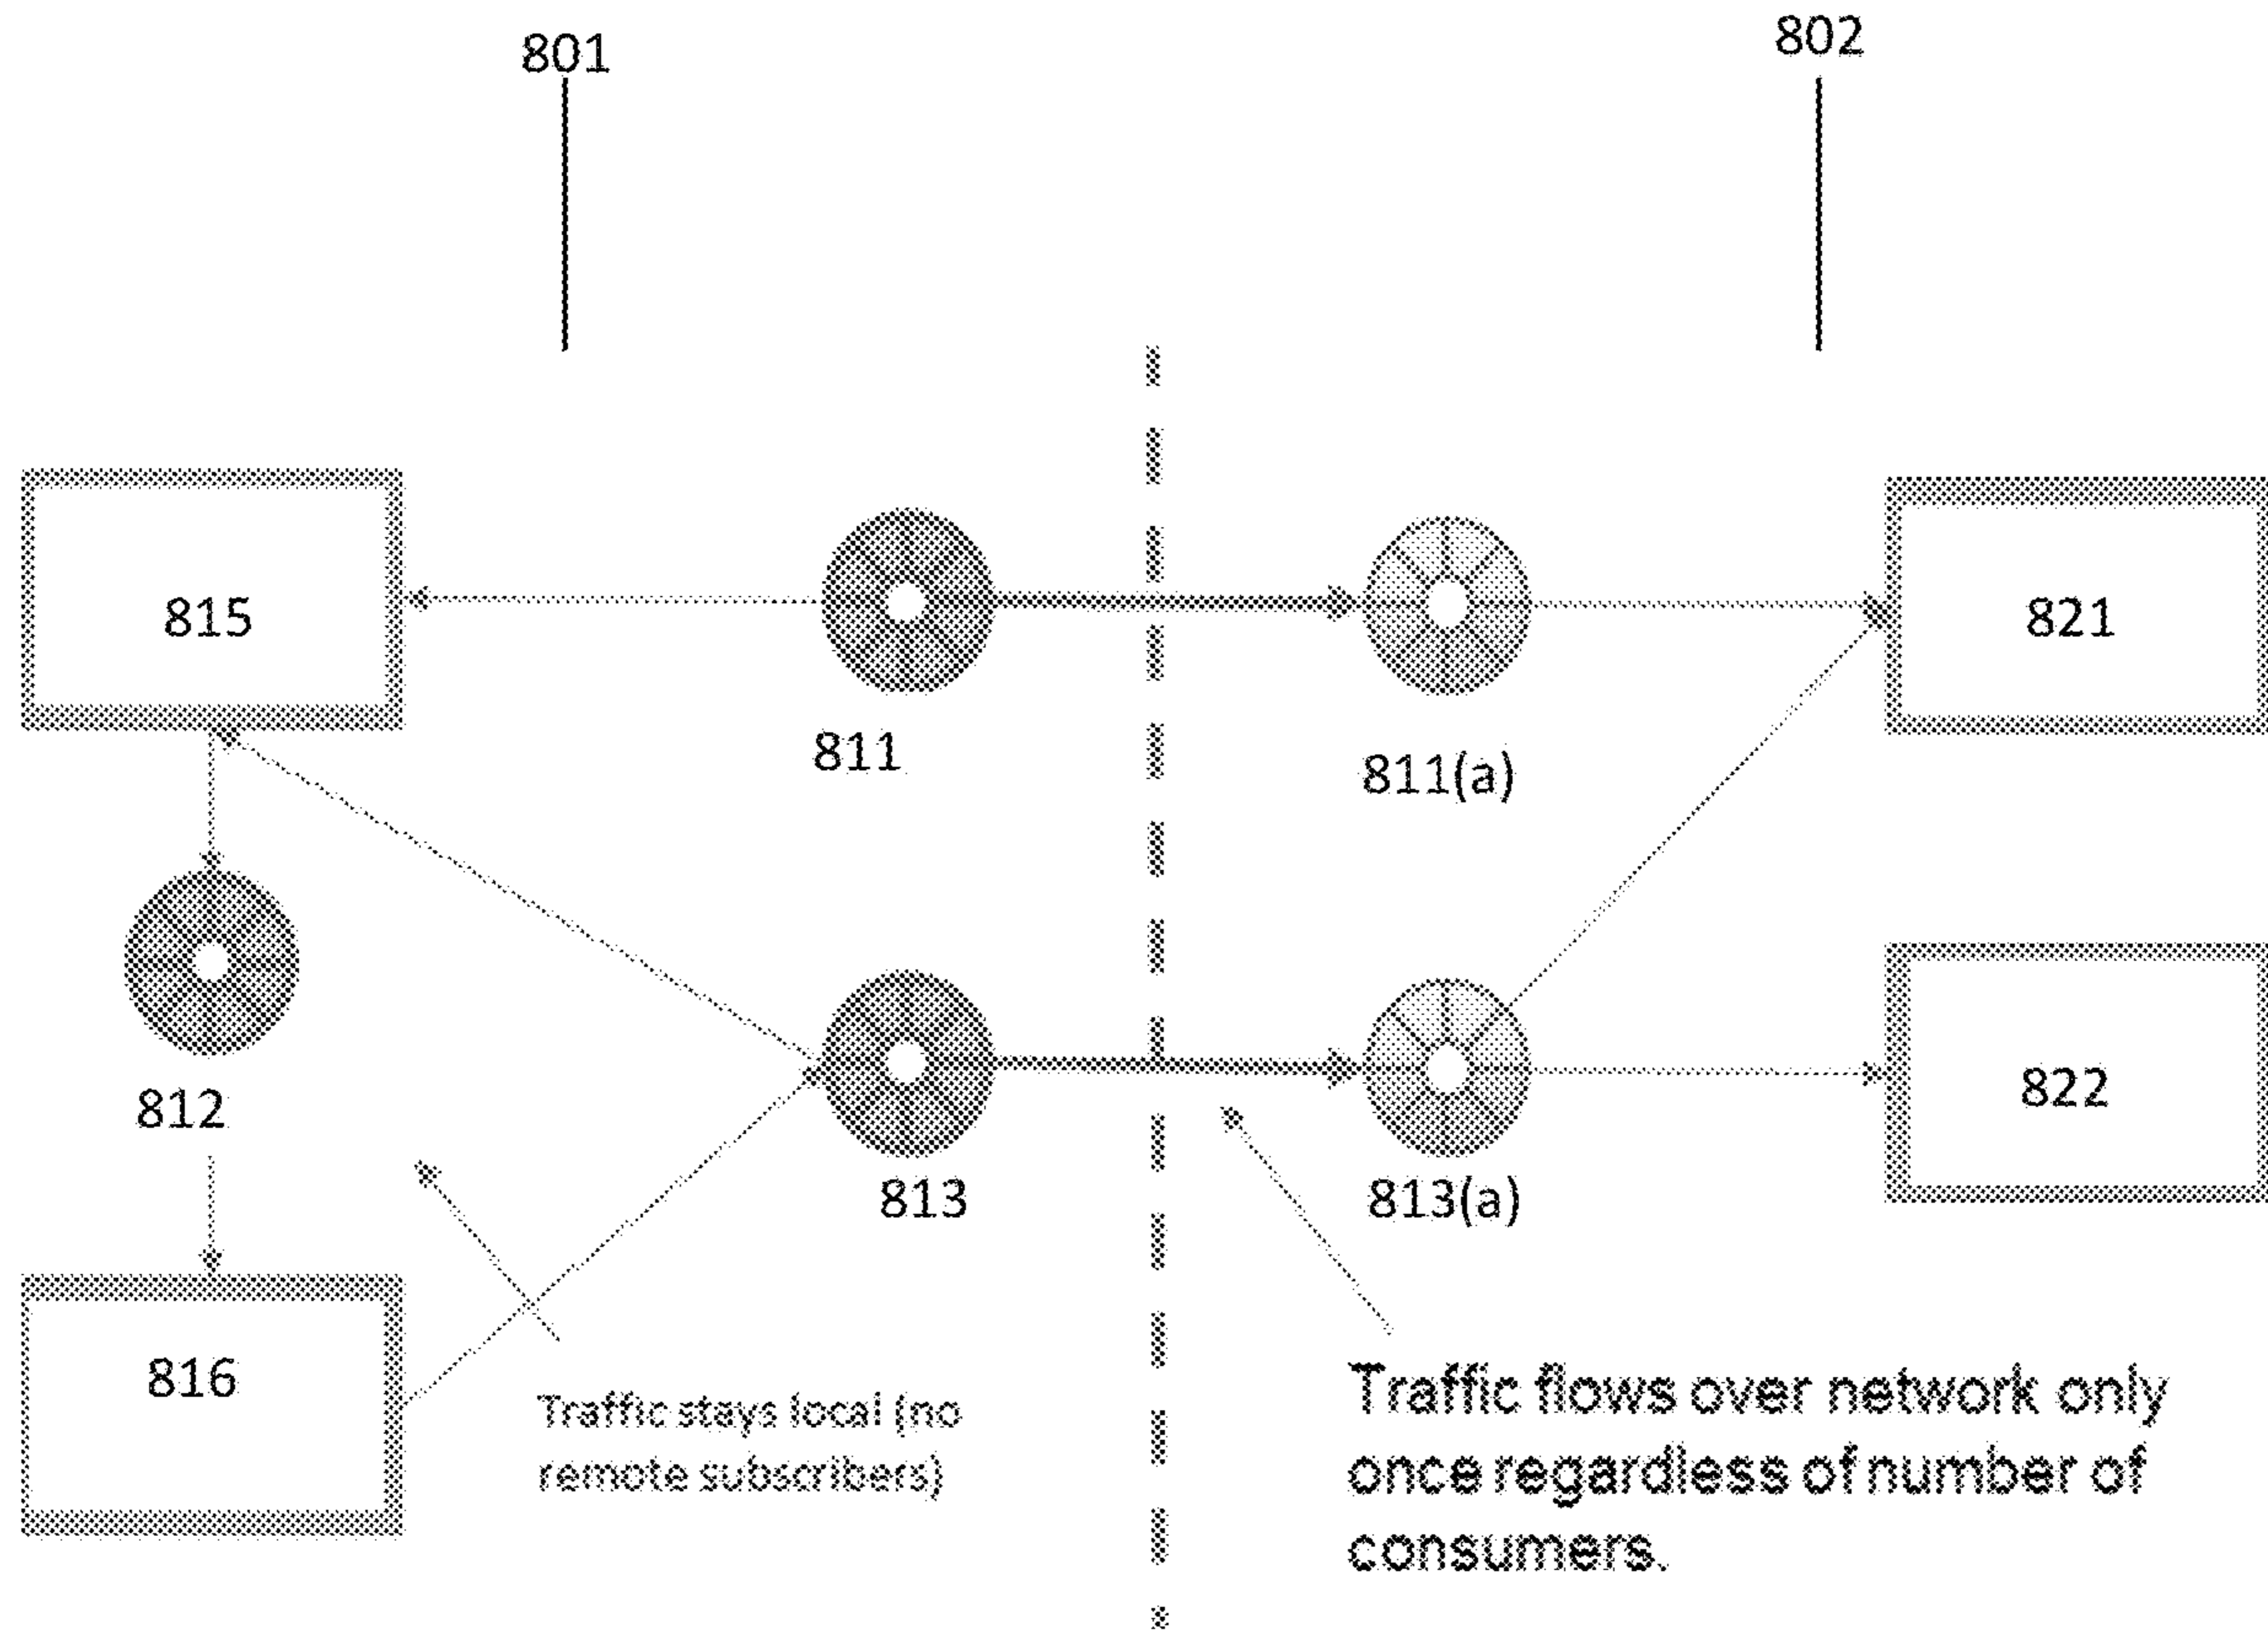 801
802
815
811
811(a)
821
812
813
813(a)
822
816
Traffic stays local (no
remote subscribers)
Traffic flows over network only
once regardless of number of
consumers.